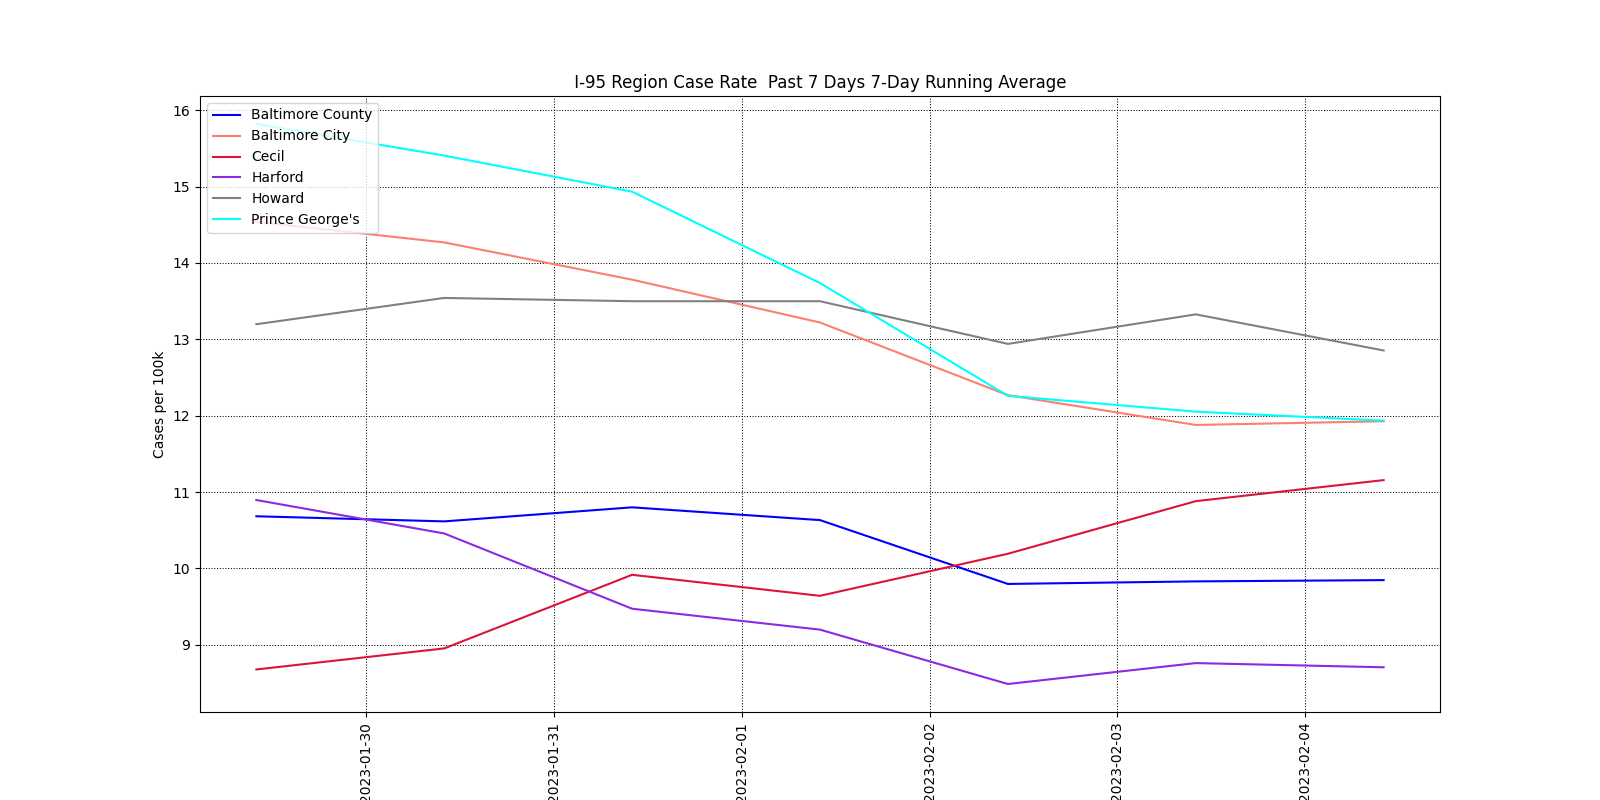 I-95 Region Case Rate  Past 7 Days 7-Day Running Average
Cases per 100k
16
15
14
13
12
11
10
9
Baltimore County
Baltimore City
Cecil
Harford
Howard
Prince George's
2023-01-30
2023-01-31
2023-02-01
2023-02-02
2023-02-03
2023-02-04